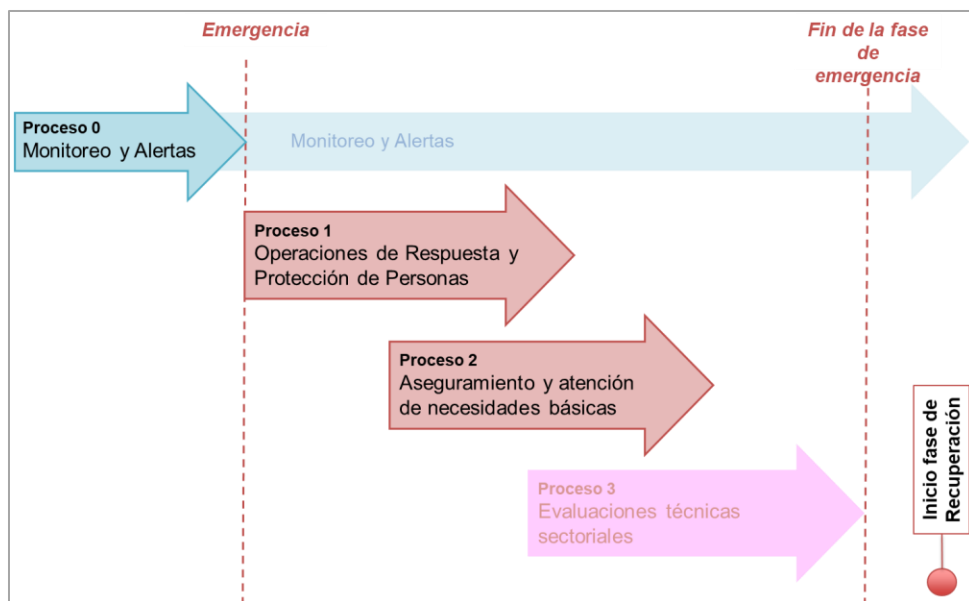 Emergencia
Fin de la fase
de
emergencia
Proceso 0
Monitoreo y Alertas
Monitoreo y Alertas
Proceso 1
Operaciones de Respuesta y
Protección de Personas
Proceso 2
Aseguramiento y atención
de necesidades básicas
Proceso 3
Evaluaciones técnicas
sectoriales
Inicio fase de
Recuperación